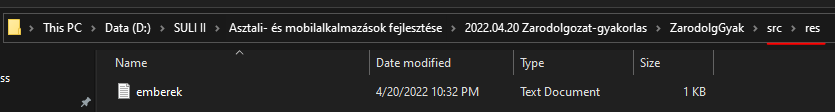 This PC > Data (D:) > SULI II > Asztali- és mobilalkalmazások fejlesztése > 2022.04.20 Zarodolgozat-gyakorlas > ZarodolgGyak > src > res
Name Date modified Type Size
ss
emberek 4/20/2022 10:32 PM Text Document 1 KB